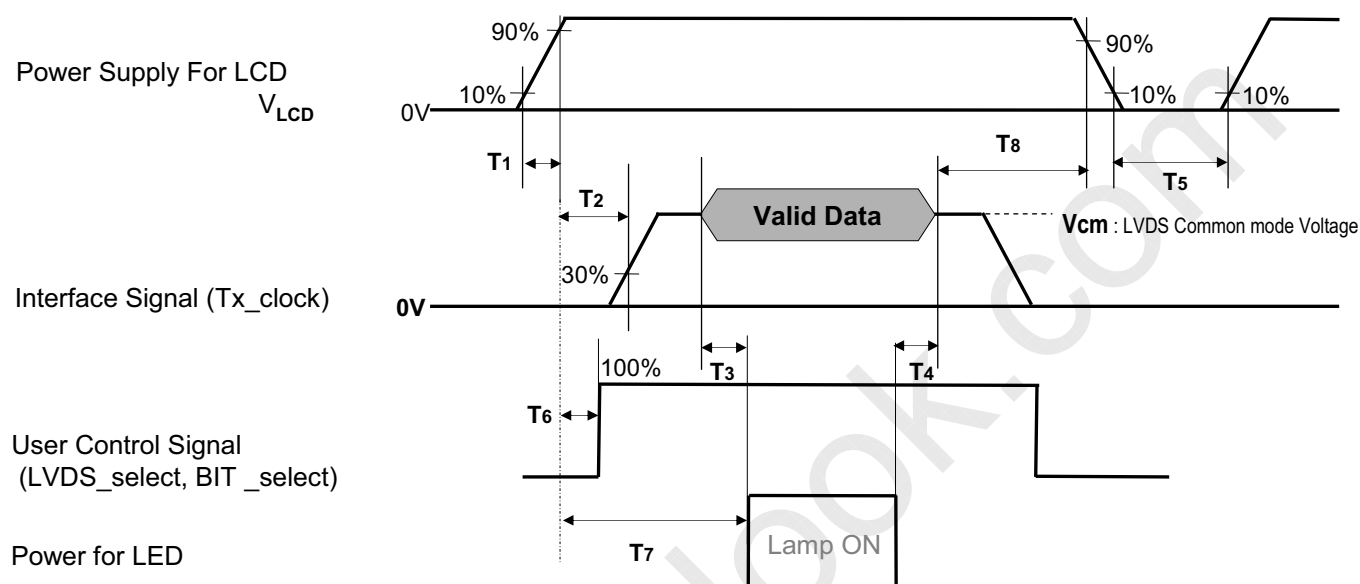 90%
90%
Power Supply For LCD
VLCD
10%
10%
10%
0V
T1
T8
T5
T2
Valid Data
Vcm : LVDS Common mode Voltage
30%
Interface Signal (Tx_clock)
0V
100%
T3
T4
T6
User Control Signal
(LVDS_select, BIT _select)
T7
Lamp ON
Power for LED
look.com